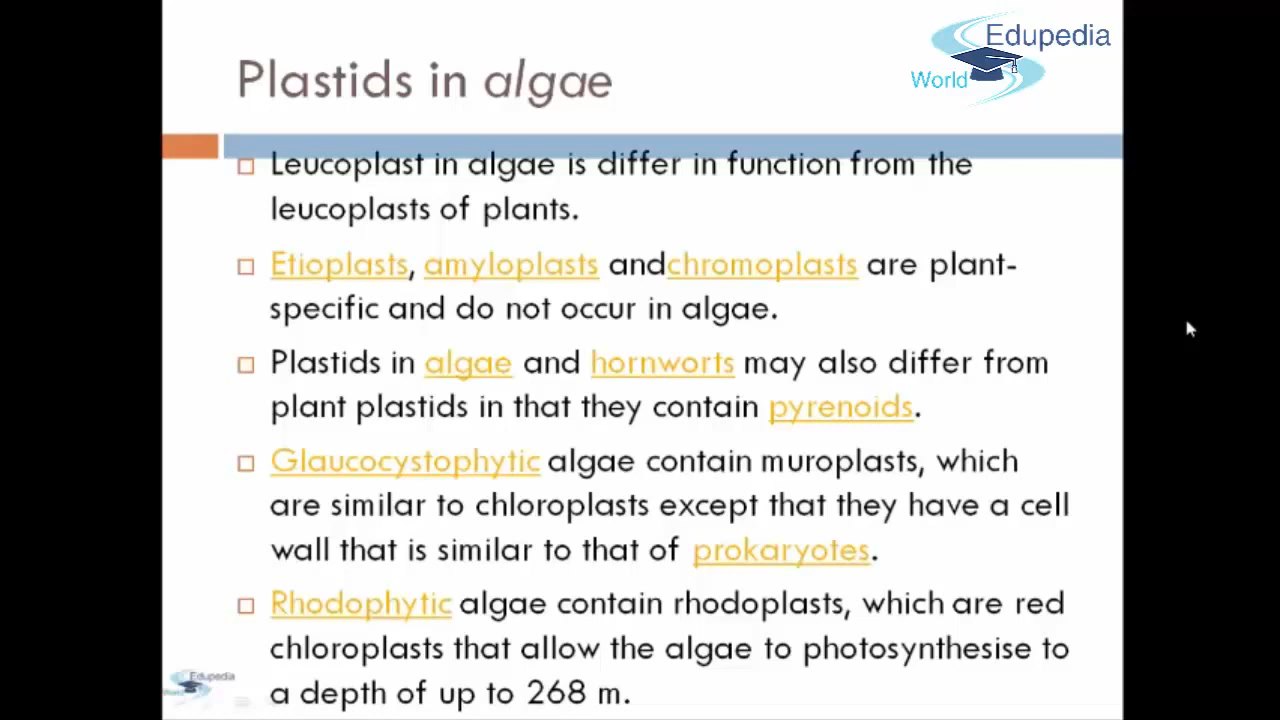 Edupedia
World
Plastids in algae
Leucoplast in algae is differ in function from the
leucoplasts of plants.
Etioplasts, amyloplasts andchromoplasts are plant-
specific and do not occur in algae.
Plastids in algae and hornworts may also differ from
plant plastids in that they contain pyrenoids.
Glaucocystophytic algae contain muroplasts, which
are similar to chloroplasts except that they have a cell
wall that is similar to that of prokaryotes.
Rhodophytic algae contain rhodoplasts, which are red
chloroplasts that allow the algae to photosynthesise to
a depth of up to 268 m.
Edupedia
World